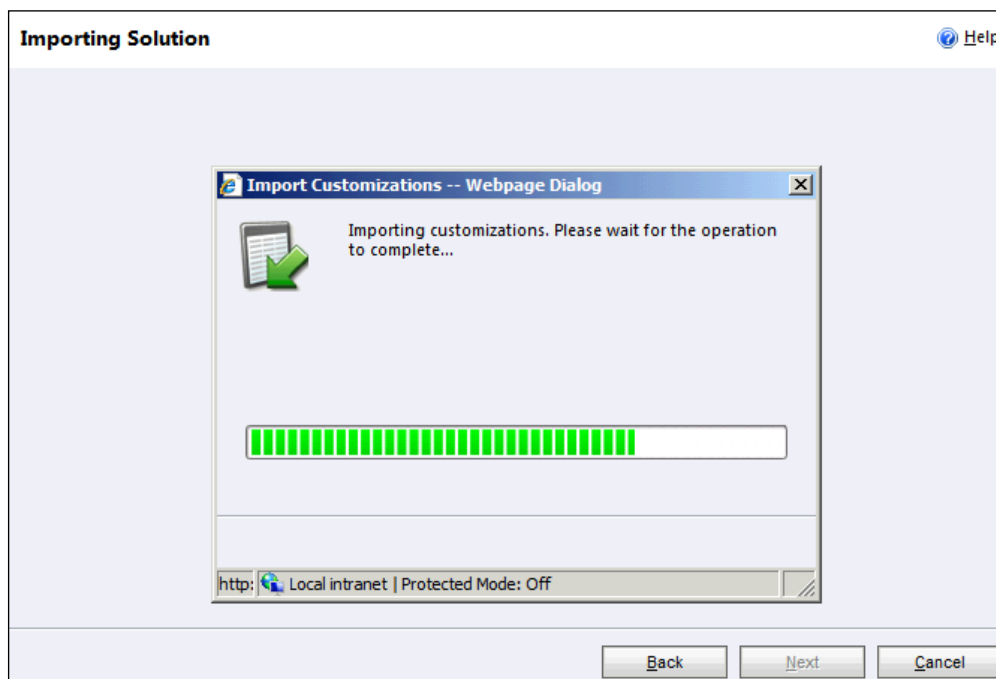 Importing Solution
Help
Import Customizations -- Webpage Dialog
Importing customizations. Please wait for the operation
to complete...
http: Local intranet | Protected Mode: Off
Back
Next
Cancel